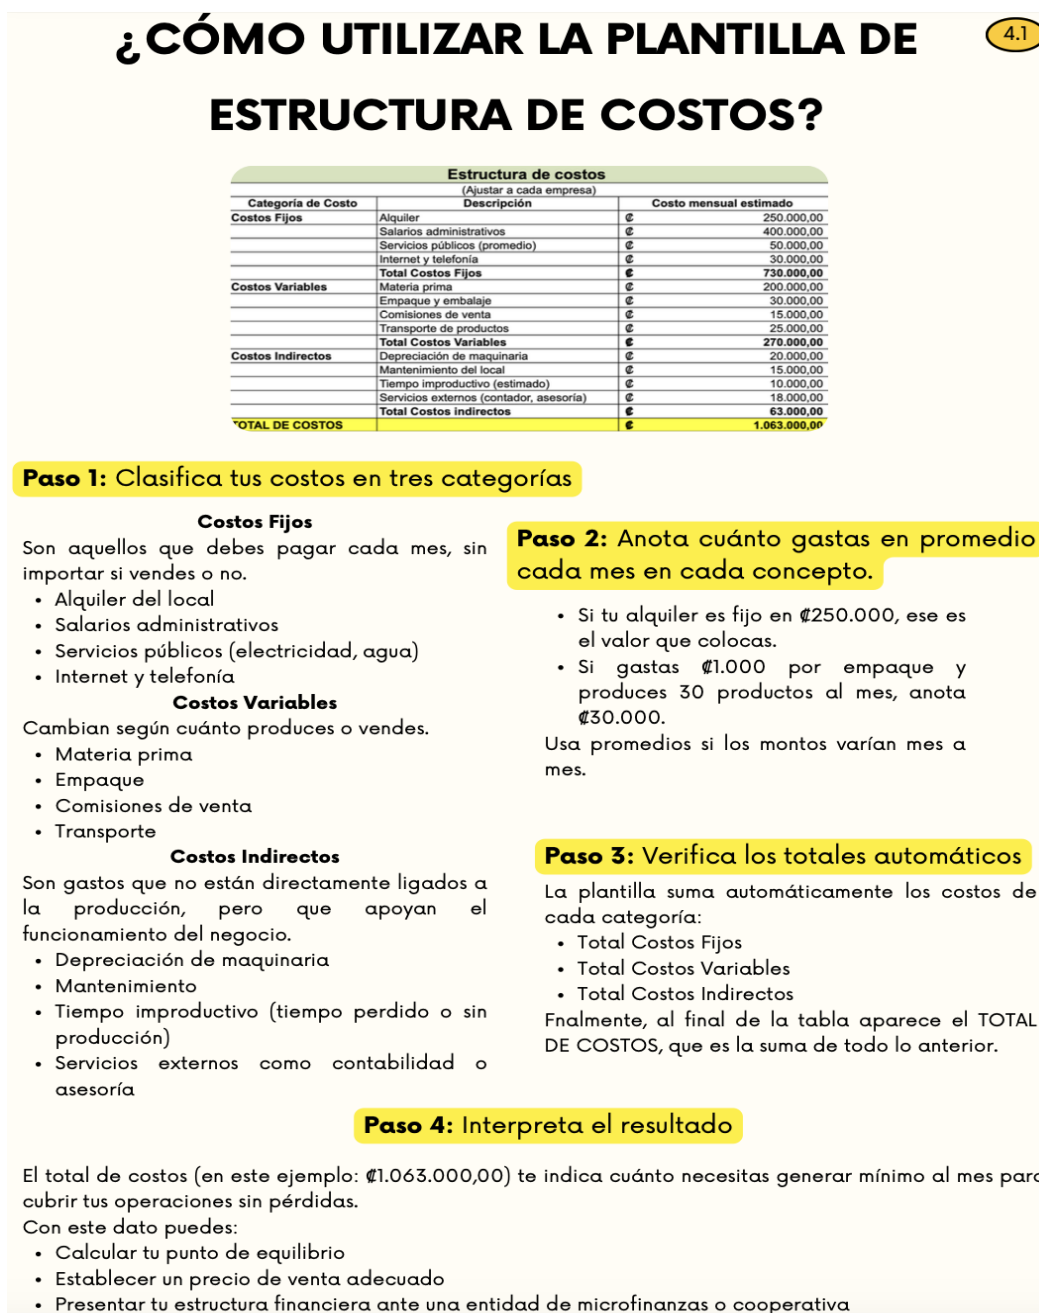 ¿CÓMO UTILIZAR LA PLANTILLA DE
4.1
ESTRUCTURA DE COSTOS?
Estructura de costos
(Ajustar a cada empresa)
Categoría de Costo Descripción Costo mensual estimado
Costos Fijos Alquiler ₡ 250.000,00
Salarios administrativos ₡ 400.000,00
Servicios públicos (promedio) ₡ 50.000,00
Internet y telefonía ₡ 30.000,00
Total Costos Fijos ₡ 730.000,00
Costos Variables Materia prima ₡ 200.000,00
Empaque y embalaje ₡ 30.000,00
Comisiones de venta ₡ 15.000,00
Transporte de productos ₡ 25.000,00
Total Costos Variables ₡ 270.000,00
Costos Indirectos Depreciación de maquinaria ₡ 20.000,00
Mantenimiento del local ₡ 15.000,00
Tiempo improductivo (estimado) ₡ 10.000,00
Servicios externos (contador, asesoría) ₡ 18.000,00
Total Costos indirectos ₡ 63.000,00
TOTAL DE COSTOS ₡ 1.063.000,00
Paso 1: Clasifica tus costos en tres categorías
Costos Fijos
Son aquellos que debes pagar cada mes, sin
importar si vendes o no.
• Alquiler del local
• Salarios administrativos
• Servicios públicos (electricidad, agua)
• Internet y telefonía
Costos Variables
Cambian según cuánto produces o vendes.
• Materia prima
• Empaque
• Comisiones de venta
• Transporte
Costos Indirectos
Son gastos que no están directamente ligados a
la producción, pero que apoyan el
funcionamiento del negocio.
• Depreciación de maquinaria
• Mantenimiento
• Tiempo improductivo (tiempo perdido o sin
producción)
• Servicios externos como contabilidad o
asesoría
Paso 2: Anota cuánto gastas en promedio
cada mes en cada concepto.
• Si tu alquiler es fijo en ₡250.000, ese es
el valor que colocas.
• Si gastas ₡1.000 por empaque y
produces 30 productos al mes, anota
₡30.000.
Usa promedios si los montos varían mes a
mes.
Paso 3: Verifica los totales automáticos
La plantilla suma automáticamente los costos de
cada categoría:
• Total Costos Fijos
• Total Costos Variables
• Total Costos Indirectos
Fnalmente, al final de la tabla aparece el TOTAL
DE COSTOS, que es la suma de todo lo anterior.
Paso 4: Interpreta el resultado
El total de costos (en este ejemplo: ₡1.063.000,00) te indica cuánto necesitas generar mínimo al mes para
cubrir tus operaciones sin pérdidas.
Con este dato puedes:
• Calcular tu punto de equilibrio
• Establecer un precio de venta adecuado
• Presentar tu estructura financiera ante una entidad de microfinanzas o cooperativa